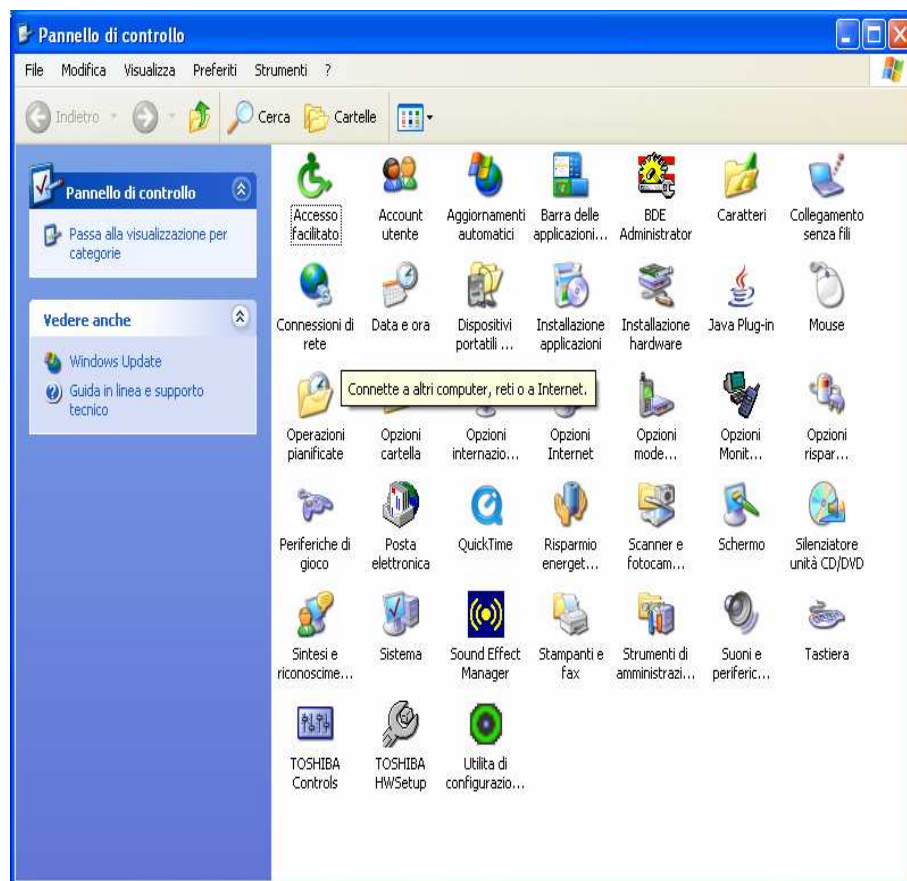 Pannello di controllo
File Modifica Visualizza Preferiti Strumenti ?
Indietro Cerca Cartelle
Pannello di controllo
Passa alla visualizzazione per
categorie
Vedere anche
Windows Update
Guida in linea e supporto
tecnico
Accesso Account Aggiornamenti Barra delle BDE Caratteri Collegamento
facilitato utente automatici applicazioni... Administrator senza fili
Connessioni di Data e ora Dispositivi Installazione Installazione Java Plug-in Mouse
rete portatili ... applicazioni hardware
Connette a altri computer, reti o a Internet.
Operazioni Opzioni Opzioni Opzioni Opzioni Opzioni Opzioni
pianificate cartella internazio... Internet mode... Monit... rispar...
Periferiche di Posta QuickTime Risparmio Scanner e Schermo Silenziatore
gioco elettronica energet... fotocam... unità CD/DVD
Sintesi e Sistema Sound Effect Stampanti e Strumenti di Suoni e Tastiera
riconoscime... Manager fax amministrazi... periferic...
TOSHIBA TOSHIBA Utilita di
Controls HWSetup configurazio...